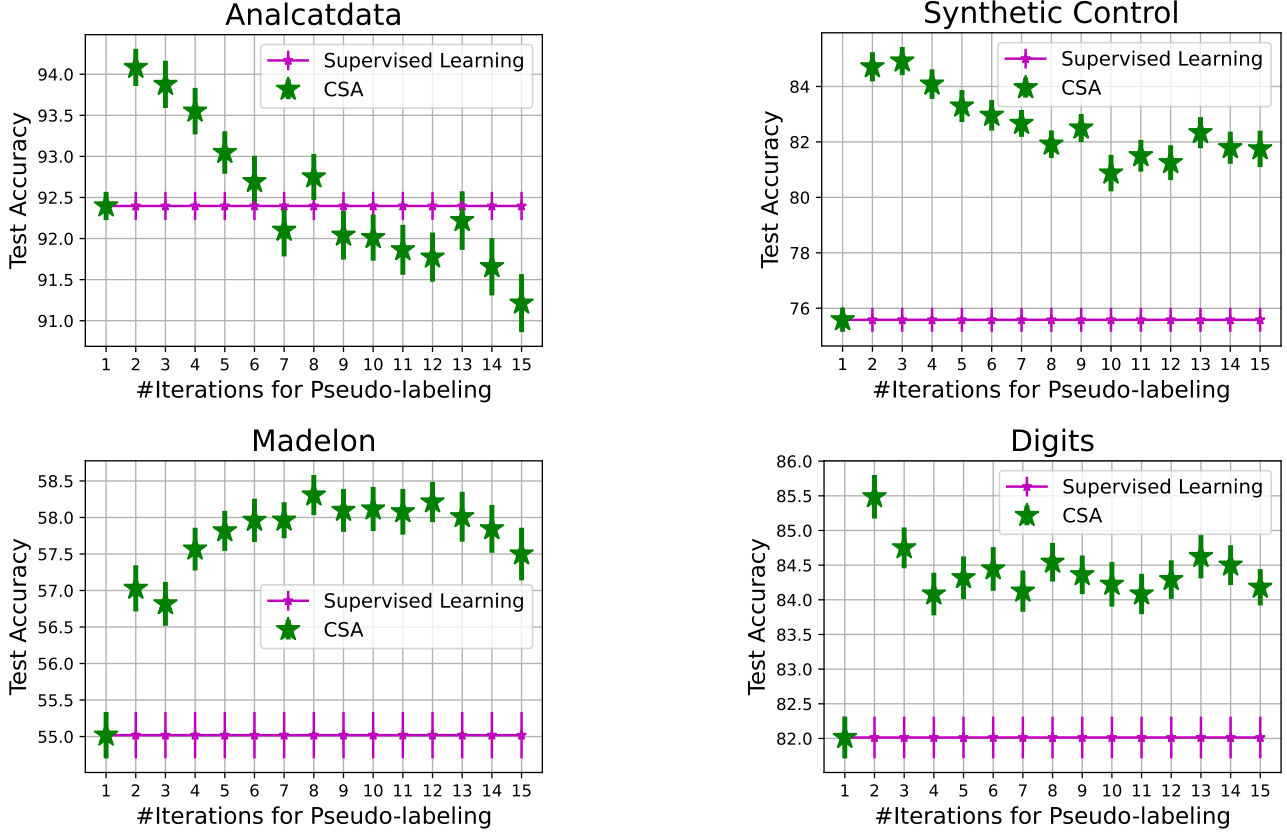 Analcatdata
Test Accuracy
94.0
93.5
93.0
92.5
92.0
91.5
91.0
Supervised Learning
CSA
1 2 3 4 5 6 7 8 9 10 11 12 13 14 15
#Iterations for Pseudo-labeling
Synthetic Control
Test Accuracy
84
82
80
78
76
Supervised Learning
CSA
1 2 3 4 5 6 7 8 9 10 11 12 13 14 15
#Iterations for Pseudo-labeling
Madelon
Test Accuracy
58.5
58.0
57.5
57.0
56.5
56.0
55.5
55.0
Supervised Learning
CSA
1 2 3 4 5 6 7 8 9 10 11 12 13 14 15
#Iterations for Pseudo-labeling
Digits
Test Accuracy
86.0
85.5
85.0
84.5
84.0
83.5
83.0
82.5
82.0
Supervised Learning
CSA
1 2 3 4 5 6 7 8 9 10 11 12 13 14 15
#Iterations for Pseudo-labeling